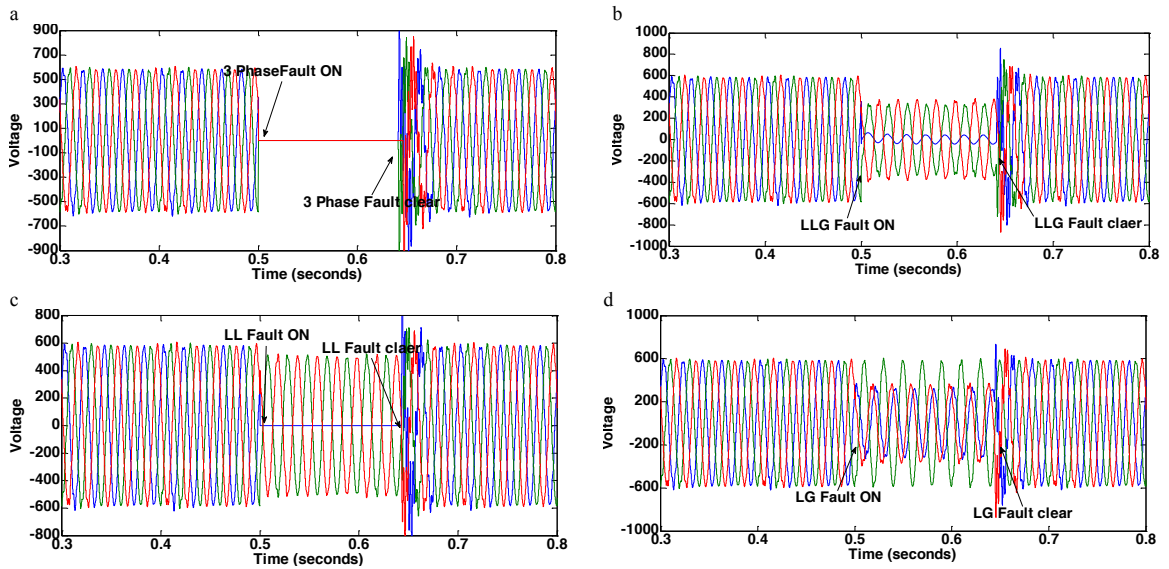 a
900
700
500
300
100
-100
-300
-500
-700
-900
Voltage
3 PhaseFault ON
3 Phase Fault clear
0.3 0.4 0.5 0.6 0.7 0.8
Time (seconds)
b
1000
800
600
400
200
0
-200
-400
-600
-800
-1000
Voltage
LLG Fault ON
LLG Fault claer
0.3 0.4 0.5 0.6 0.7 0.8
Time (seconds)
c
800
600
400
200
0
-200
-400
-600
-800
Voltage
LL Fault ON
LL Fault claer
0.3 0.4 0.5 0.6 0.7 0.8
Time (seconds)
d
1000
600
200
-200
-600
-1000
Voltage
LG Fault ON
LG Fault clear
0.3 0.4 0.5 0.6 0.7 0.8
Time (seconds)